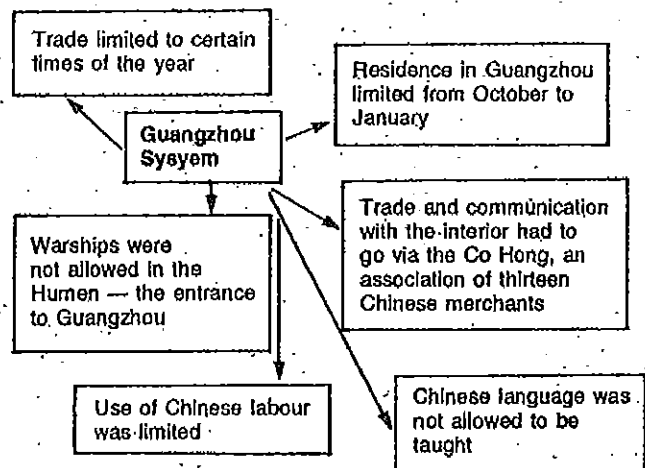 Trade limited to certain
times of the year
Residence in Guangzhou
limited from October to
January
Guangzhou
Sysyem
Trade and communication
with the interior had to
go via the Co Hong, an
association of thirteen
Chinese merchants
Warships were
not allowed in the
Humen — the entrance
to Guangzhou
Use of Chinese labour
was limited
Chinese language was
not allowed to be
taught